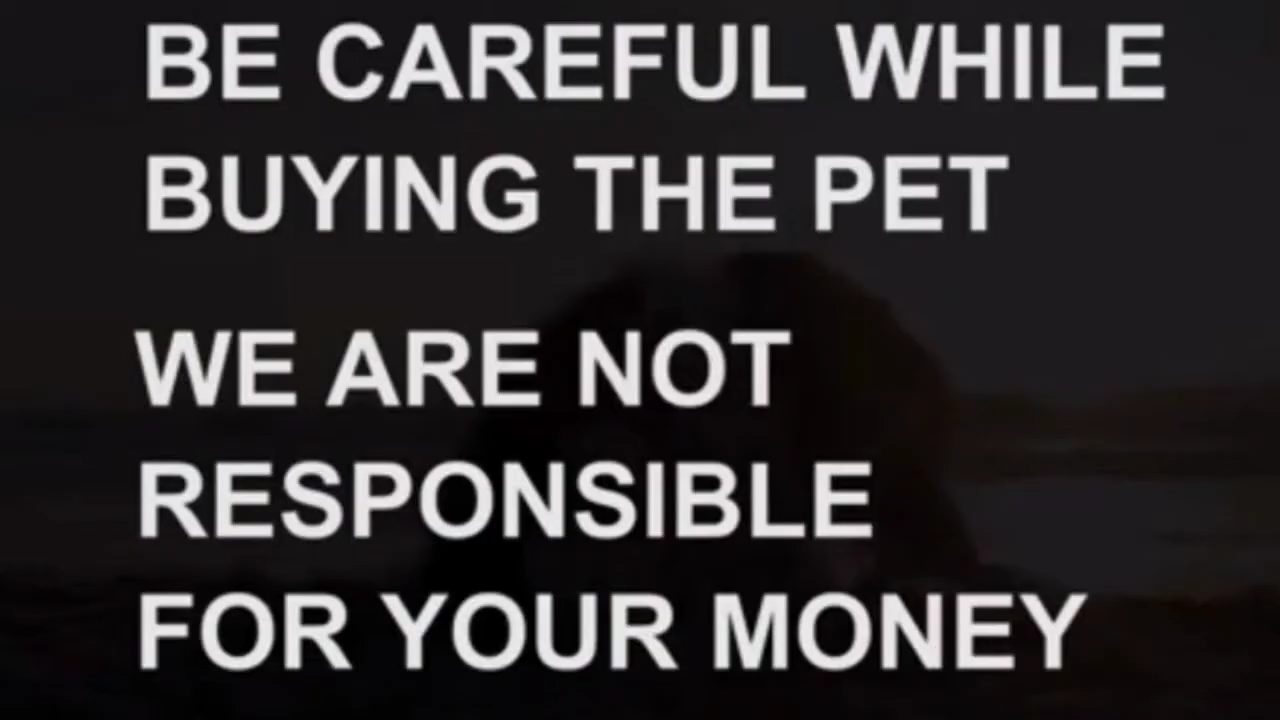 BE CAREFUL WHILE
BUYING THE PET
WE ARE NOT
RESPONSIBLE
FOR YOUR MONEY